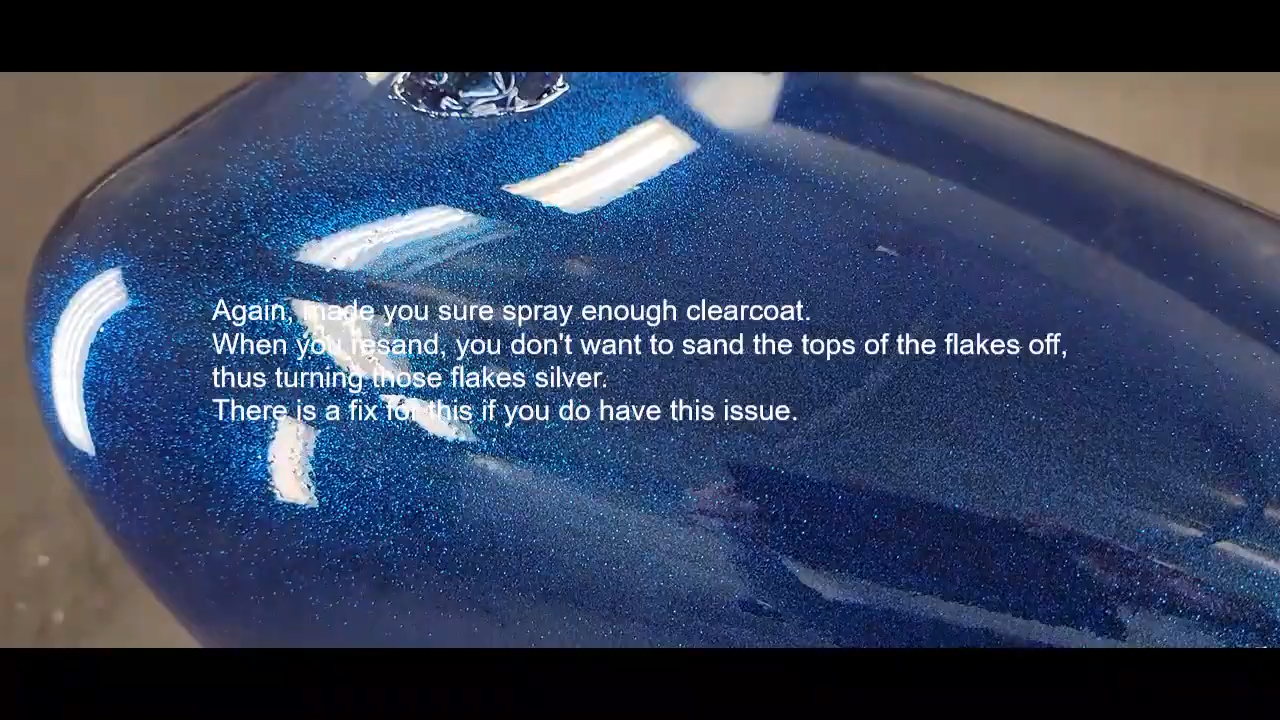 Again, made you sure spray enough clearcoat.
When you resand, you don't want to sand the tops of the flakes off,
thus turning those flakes silver.
There is a fix for this if you do have this issue.